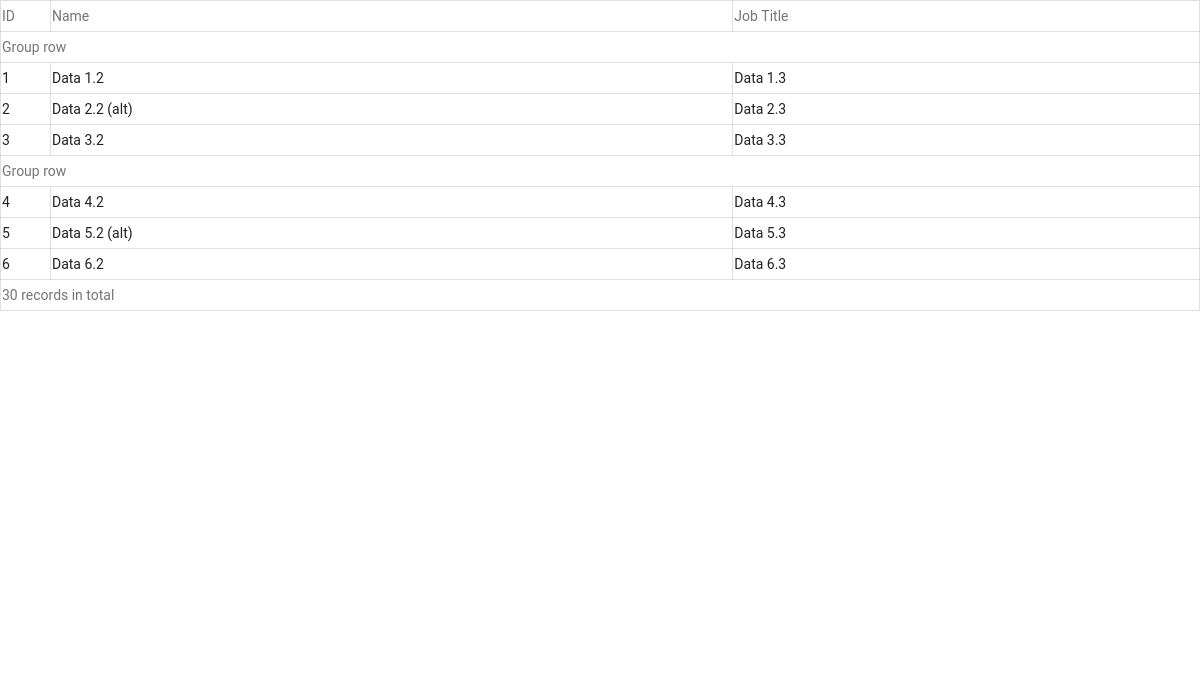 ID Name Job Title
Group row
1 Data 1.2 Data 1.3
2 Data 2.2 (alt) Data 2.3
3 Data 3.2 Data 3.3
Group row
4 Data 4.2 Data 4.3
5 Data 5.2 (alt) Data 5.3
6 Data 6.2 Data 6.3
30 records in total